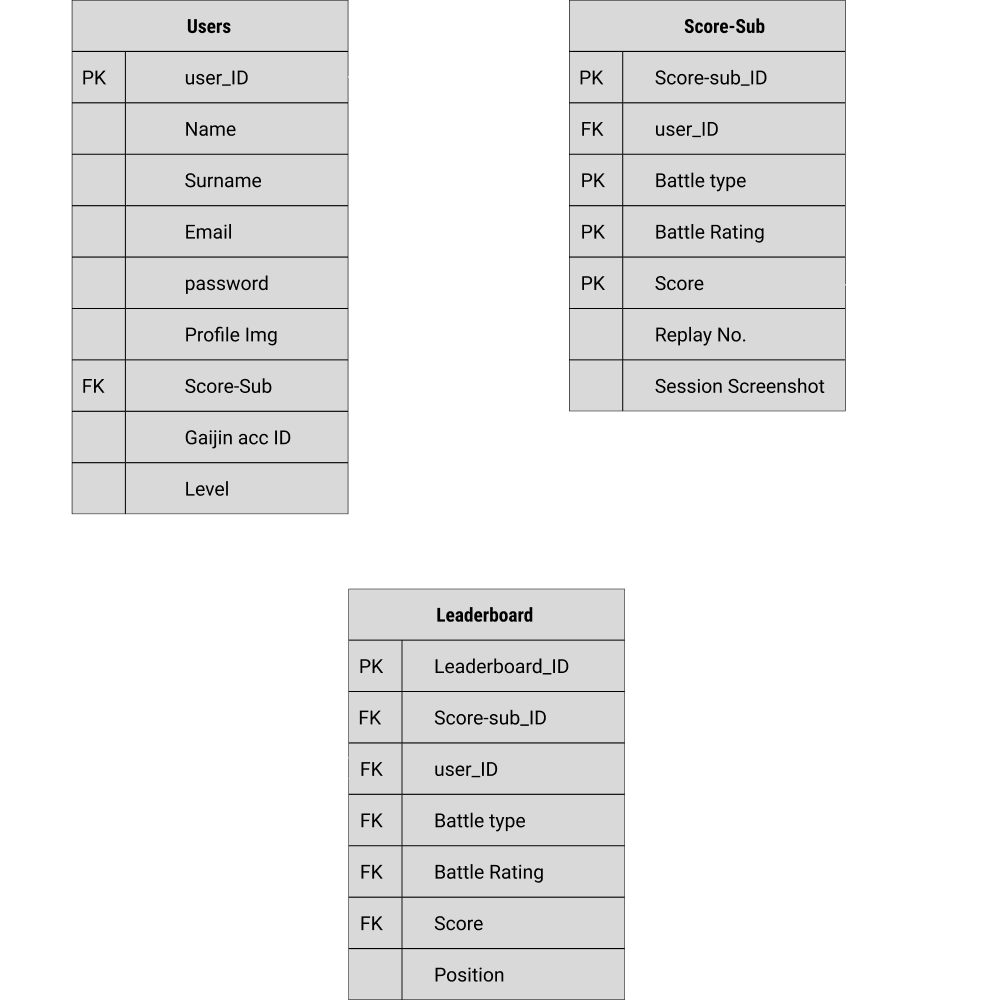 Users
PK user_ID
Name
Surname
Email
password
Profile Img
FK Score-Sub
Gaijin acc ID
Level
Score-Sub
PK Score-sub_ID
FK user_ID
PK Battle type
PK Battle Rating
PK Score
Replay No.
Session Screenshot
Leaderboard
PK Leaderboard_ID
FK Score-sub_ID
FK user_ID
FK Battle type
FK Battle Rating
FK Score
Position